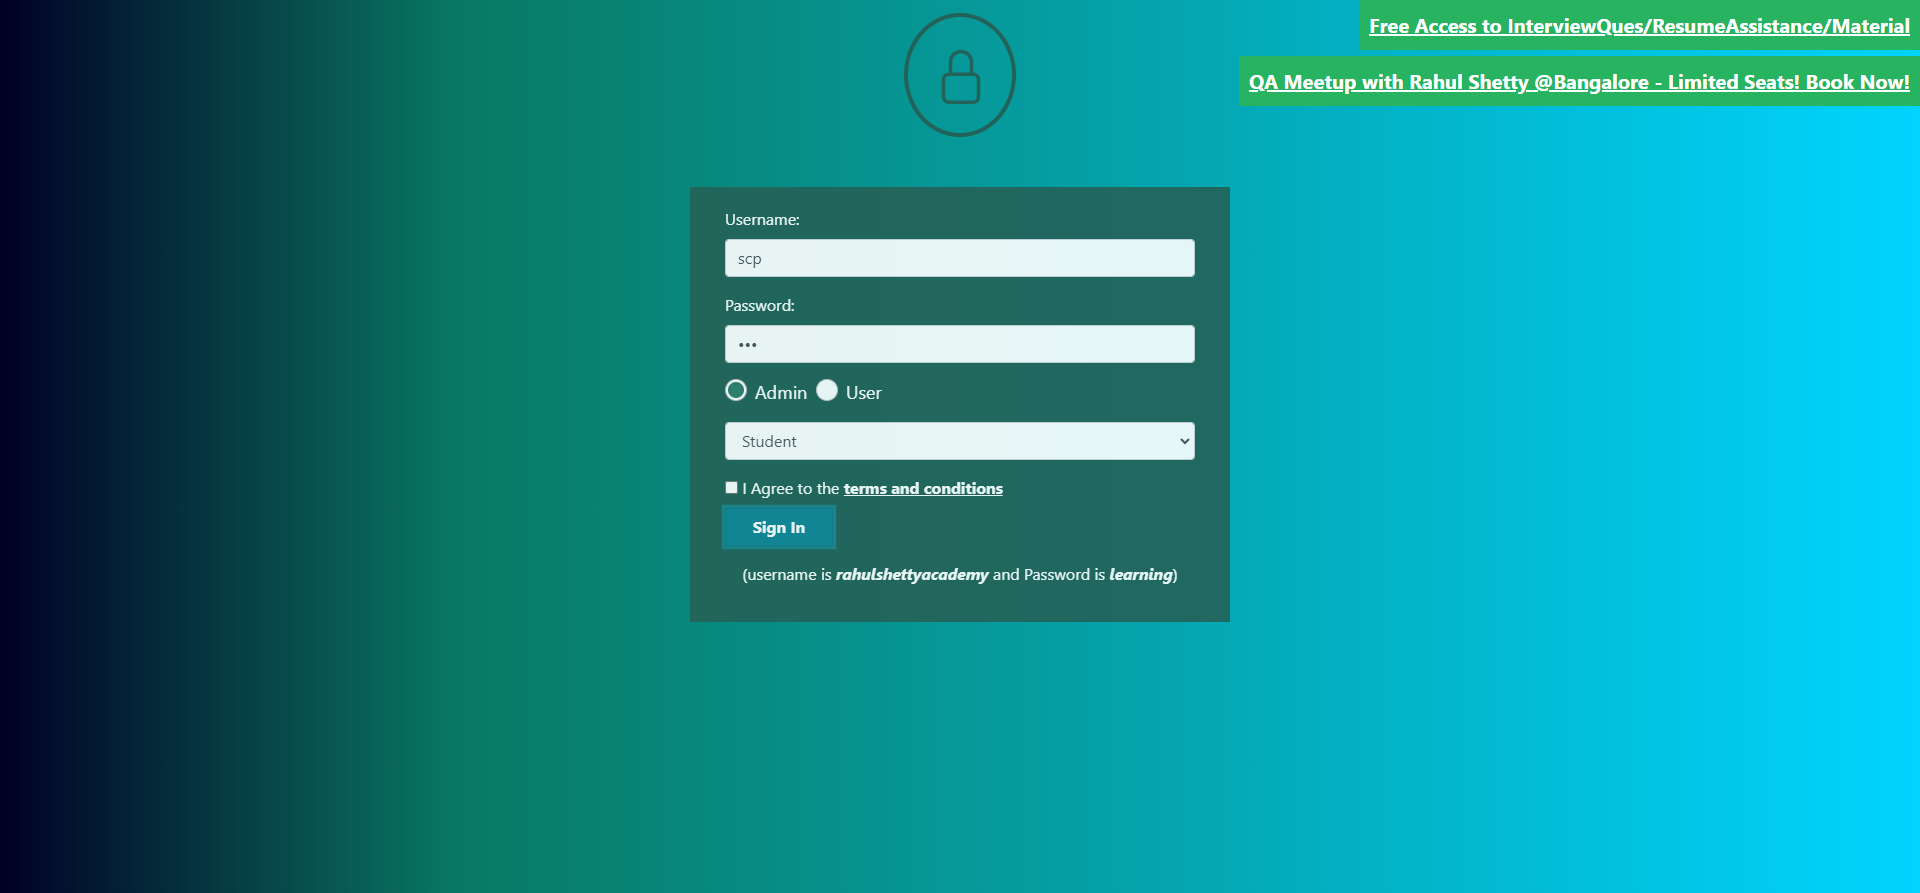 Free Access to InterviewQues/ResumeAssistance/Material
QA Meetup with Rahul Shetty @Bangalore - Limited Seats! Book Now!
Username:
scp
Password:
•••
Admin User
Student
I Agree to the terms and conditions
Sign In
(username is rahulshettyacademy and Password is learning)